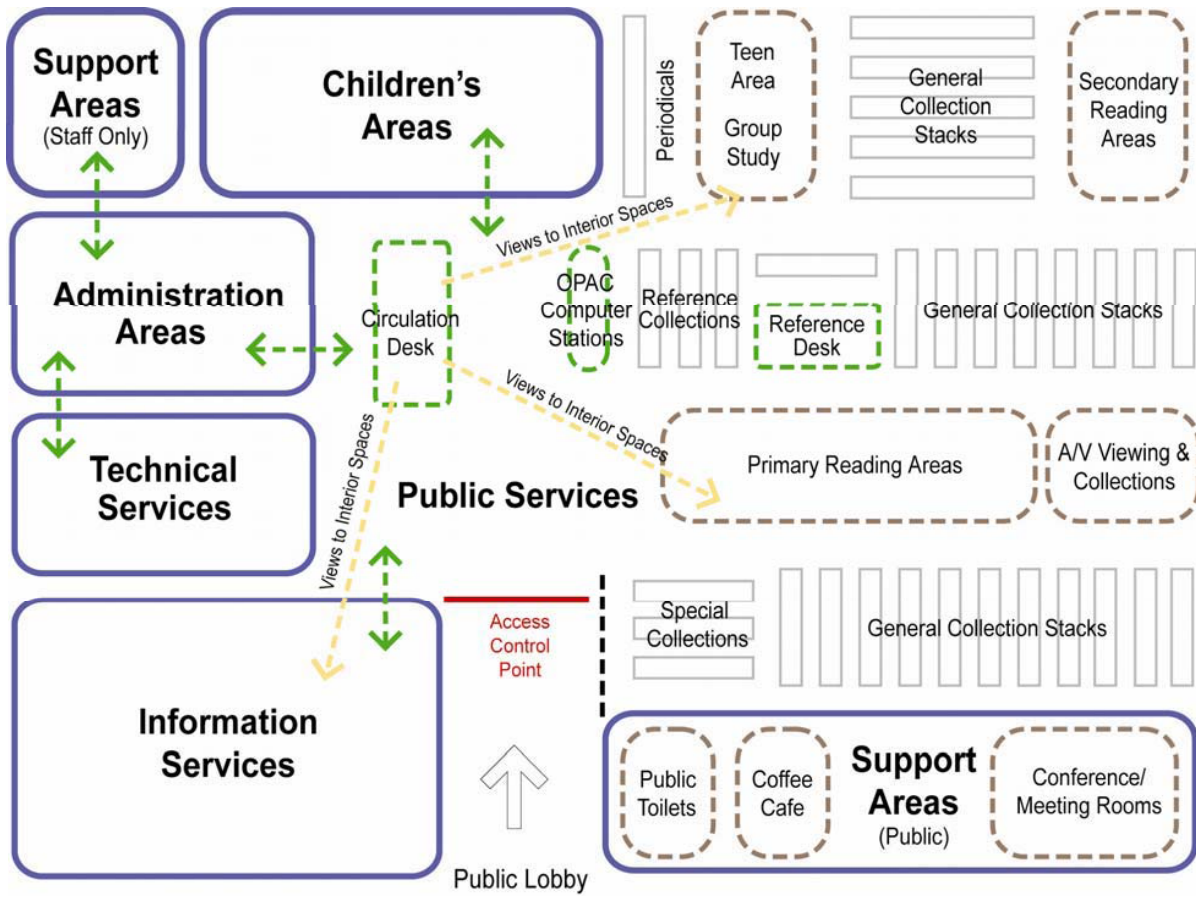 Support
Areas
(Staff Only)
Children's
Areas
Periodicals
Teen
Area
Group
Study
General
Collection
Stacks
Secondary
Reading
Areas
Views to Interior Spaces
Administration
Areas
Circulation
Desk
OPAC
Computer
Stations
Reference
Collections
Reference
Desk
General Collection Stacks
Views to Interior Spaces
Views to Interior Spaces
Technical
Services
Public Services
Primary Reading Areas
A/V Viewing &
Collections
Access
Control
Point
Special
Collections
General Collection Stacks
Information
Services
Public
Toilets
Coffee
Cafe
Support
Areas
(Public)
Conference/
Meeting Rooms
Public Lobby